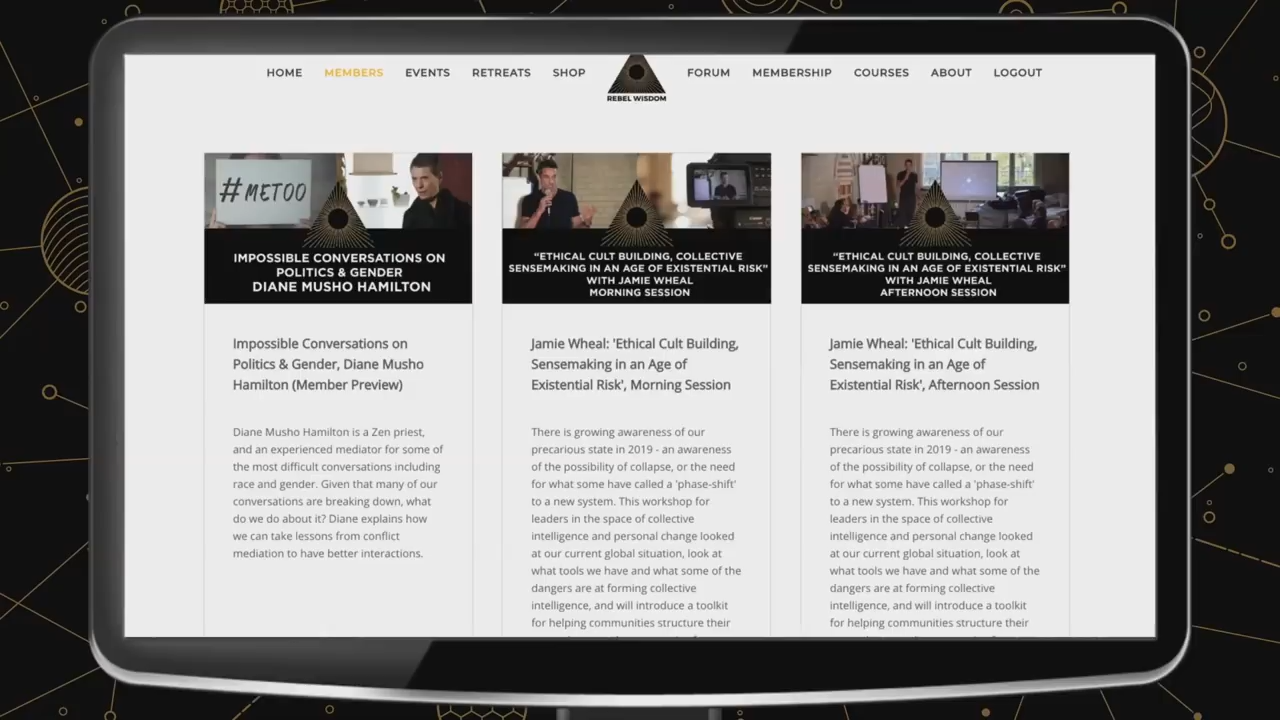 HOME MEMBERS EVENTS RETREATS SHOP FORUM MEMBERSHIP COURSES ABOUT LOGOUT
REBEL WISDOM
#METOO
IMPOSSIBLE CONVERSATIONS ON
POLITICS & GENDER
DIANE MUSHO HAMILTON
Impossible Conversations on
Politics & Gender, Diane Musho
Hamilton (Member Preview)
Diane Musho Hamilton is a Zen priest,
and an experienced mediator for some of
the most difficult conversations including
race and gender. Given that many of our
conversations are breaking down, what
do we do about it? Diane explains how
we can take lessons from conflict
mediation to have better interactions.
“ETHICAL CULT BUILDING, COLLECTIVE
SENSEMAKING IN AN AGE OF EXISTENTIAL RISK”
WITH JAMIE WHEAL
MORNING SESSION
Jamie Wheal: 'Ethical Cult Building,
Sensemaking in an Age of
Existential Risk', Morning Session
There is growing awareness of our
precarious state in 2019 - an awareness
of the possibility of collapse, or the need
for what some have called a 'phase-shift'
to a new system. This workshop for
leaders in the space of collective
intelligence and personal change looked
at our current global situation, look at
what tools we have and what some of the
dangers are at forming collective
intelligence, and will introduce a toolkit
for helping communities structure their
“ETHICAL CULT BUILDING, COLLECTIVE
SENSEMAKING IN AN AGE OF EXISTENTIAL RISK”
WITH JAMIE WHEAL
AFTERNOON SESSION
Jamie Wheal: 'Ethical Cult Building,
Sensemaking in an Age of
Existential Risk', Afternoon Session
There is growing awareness of our
precarious state in 2019 - an awareness
of the possibility of collapse, or the need
for what some have called a 'phase-shift'
to a new system. This workshop for
leaders in the space of collective
intelligence and personal change looked
at our current global situation, look at
what tools we have and what some of the
dangers are at forming collective
intelligence, and will introduce a toolkit
for helping communities structure their